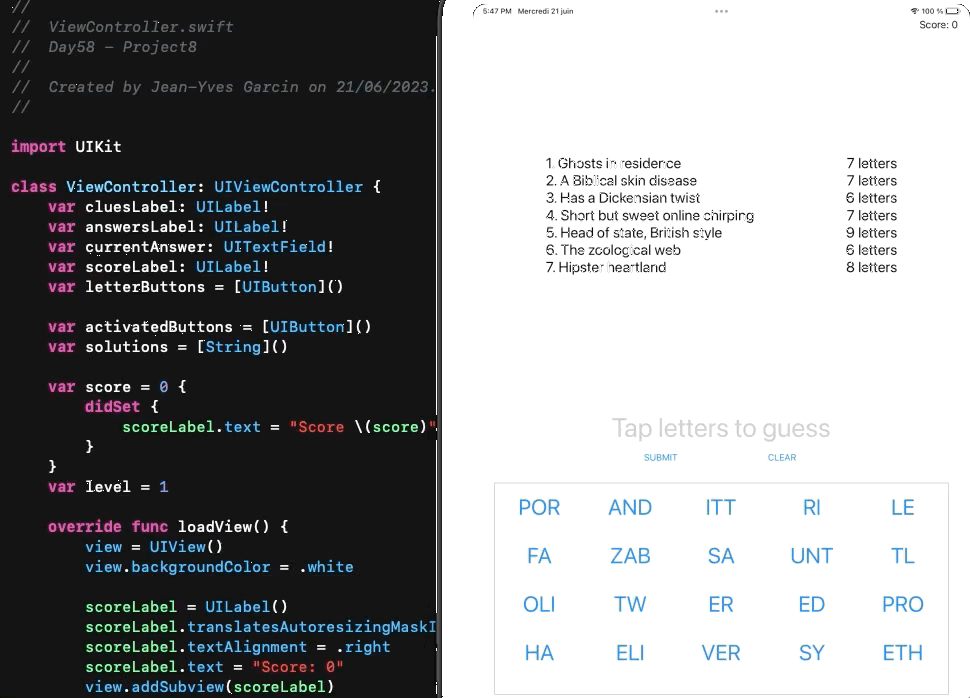 //
//  ViewController.swift
//  Day58 - Project8
//
//  Created by Jean-Yves Garcin on 21/06/2023.
//
import UIKit
class ViewController: UIViewController {
    var cluesLabel: UILabel!
    var answersLabel: UILabel!
    var currentAnswer: UITextField!
    var scoreLabel: UILabel!
    var letterButtons = [UIButton]()
    var activatedButtons = [UIButton]()
    var solutions = [String]()
    var score = 0 {
        didSet {
            scoreLabel.text = "Score \(score)"
        }
    }
    var level = 1
    override func loadView() {
        view = UIView()
        view.backgroundColor = .white
        scoreLabel = UILabel()
        scoreLabel.translatesAutoresizingMaskI
        scoreLabel.textAlignment = .right
        scoreLabel.text = "Score: 0"
        view.addSubview(scoreLabel)
5:47 PM Mercredi 21 juin ••• 100 %
Score: 0
1. Ghosts in residence 7 letters
2. A Biblical skin disease 7 letters
3. Has a Dickensian twist 6 letters
4. Short but sweet online chirping 7 letters
5. Head of state, British style 9 letters
6. The zoological web 6 letters
7. Hipster heartland 8 letters
Tap letters to guess
SUBMIT CLEAR
POR AND ITT RI LE
FA ZAB SA UNT TL
OLI TW ER ED PRO
HA ELI VER SY ETH